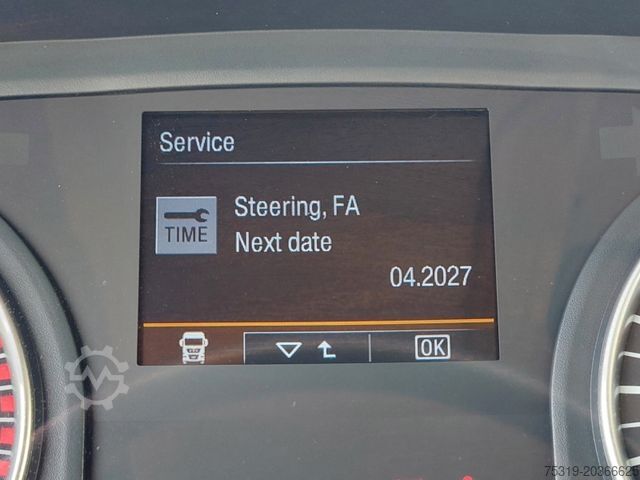 Service
TIME
Steering, FA
Next date
04.2027
OK
75319-20366625